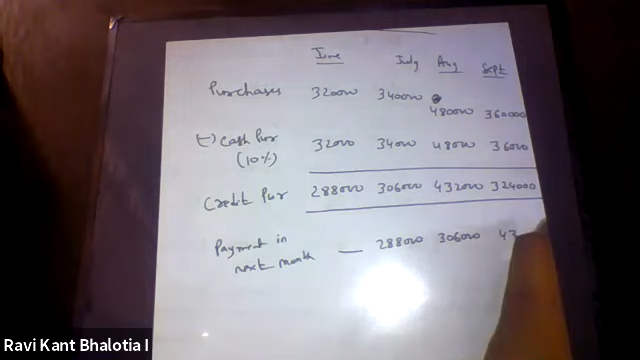 June July Aug Sept
Purchases 320000 340000 480000 360000
(-) Cash Pur 32000 34000 48000 36000
(10%)
Credit Pur 288000 306000 432000 324000
Payment in
next month — 288000 306000 43
Ravi Kant Bhalotia I